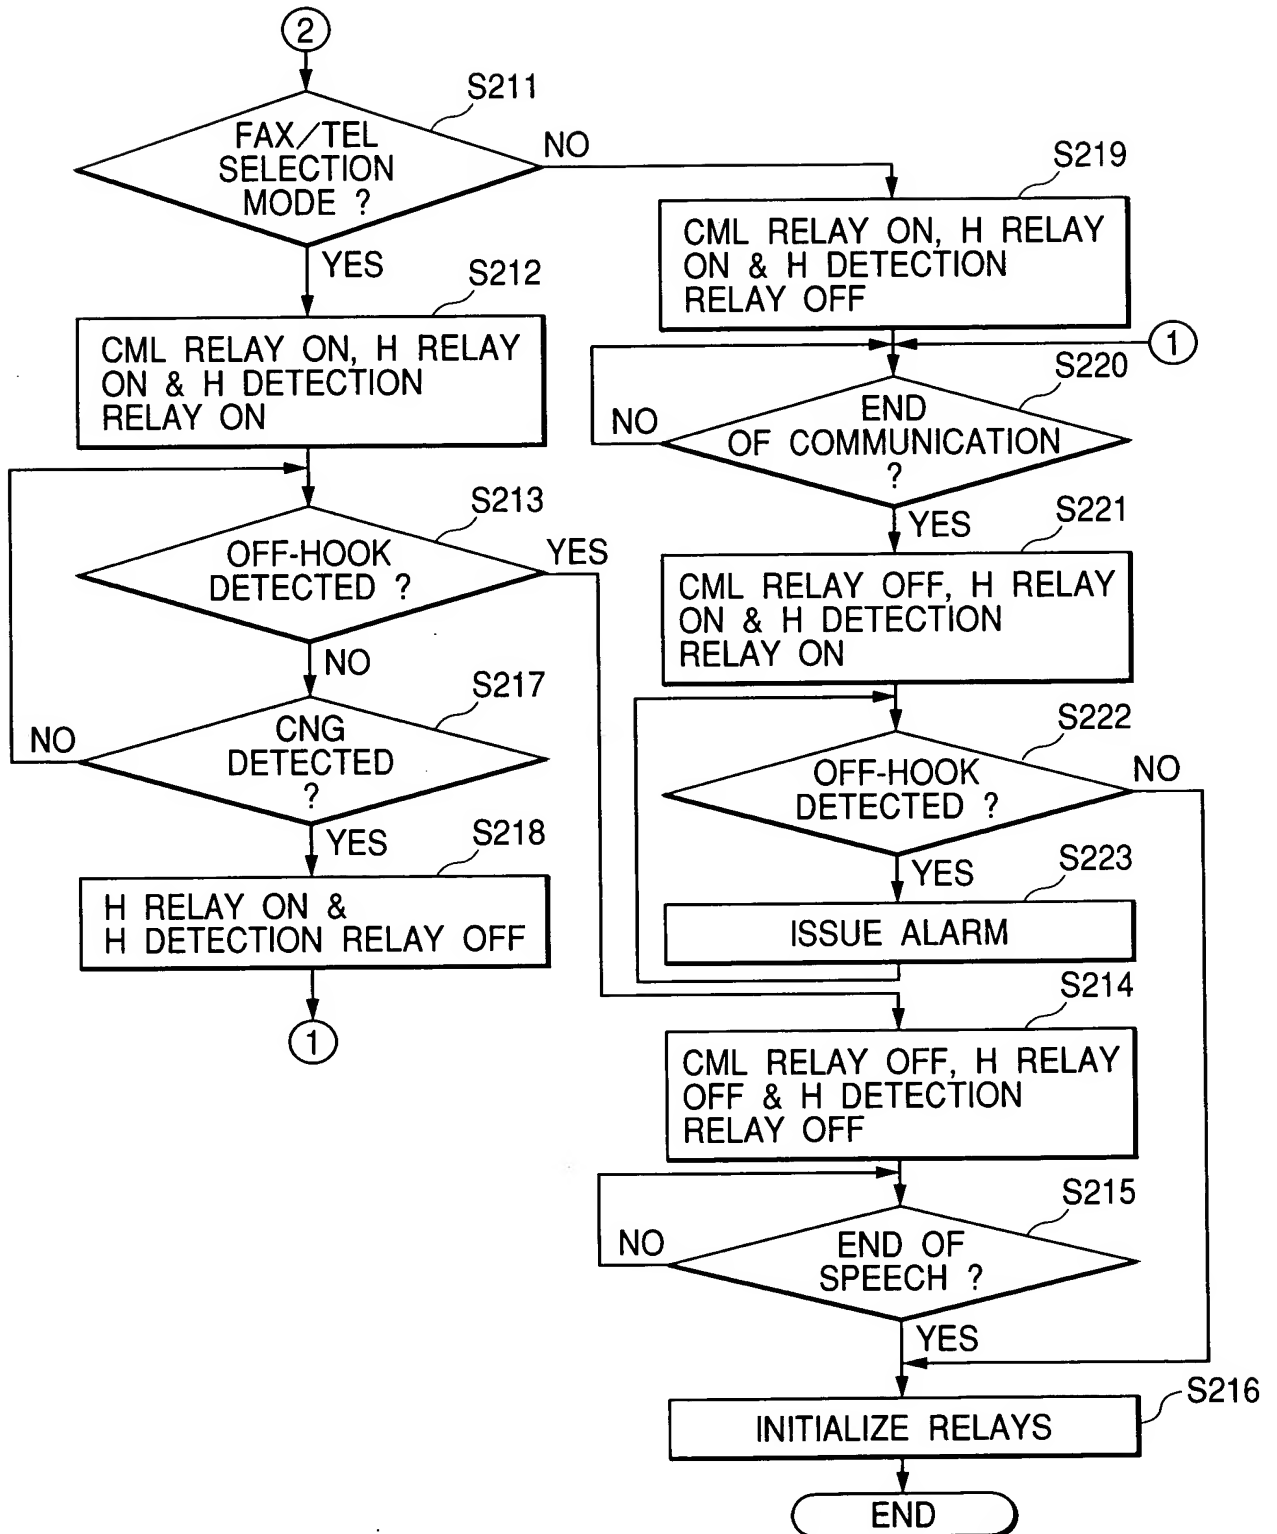 2
S211
FAX/TEL
SELECTION
MODE ?
NO
YES
S212
CML RELAY ON, H RELAY
ON & H DETECTION
RELAY ON
S213
OFF-HOOK
DETECTED ?
YES
NO
S217
CNG
DETECTED
?
NO
YES
S218
H RELAY ON &
H DETECTION RELAY OFF
1
S219
CML RELAY ON, H RELAY
ON & H DETECTION
RELAY OFF
1
S220
END
OF COMMUNICATION
?
NO
YES
S221
CML RELAY OFF, H RELAY
ON & H DETECTION
RELAY ON
S222
OFF-HOOK
DETECTED ?
NO
YES
S223
ISSUE ALARM
S214
CML RELAY OFF, H RELAY
OFF & H DETECTION
RELAY OFF
S215
END OF
SPEECH ?
NO
YES
S216
INITIALIZE RELAYS
END